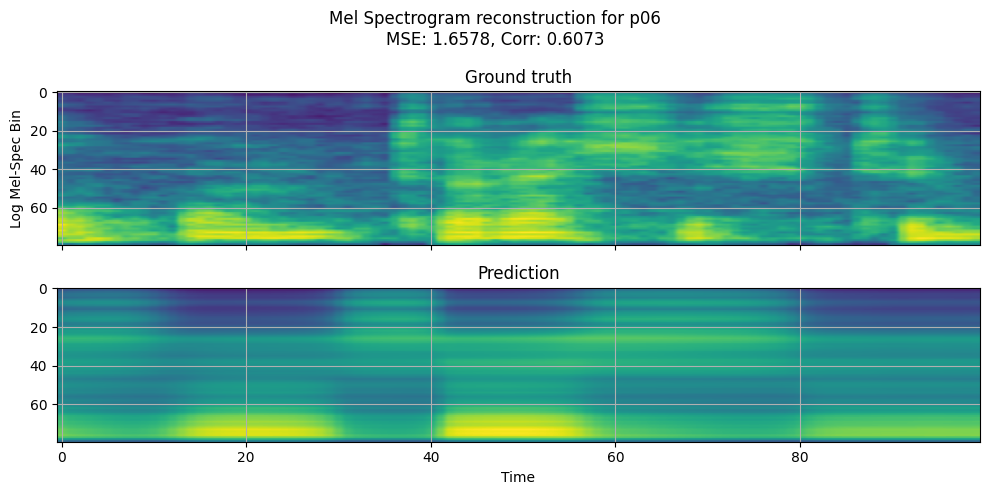 Mel Spectrogram reconstruction for p06
MSE: 1.6578, Corr: 0.6073
Ground truth
0
20
40
60
Log Mel-Spec Bin
Prediction
0
20
40
60
0 20 40 60 80
Time